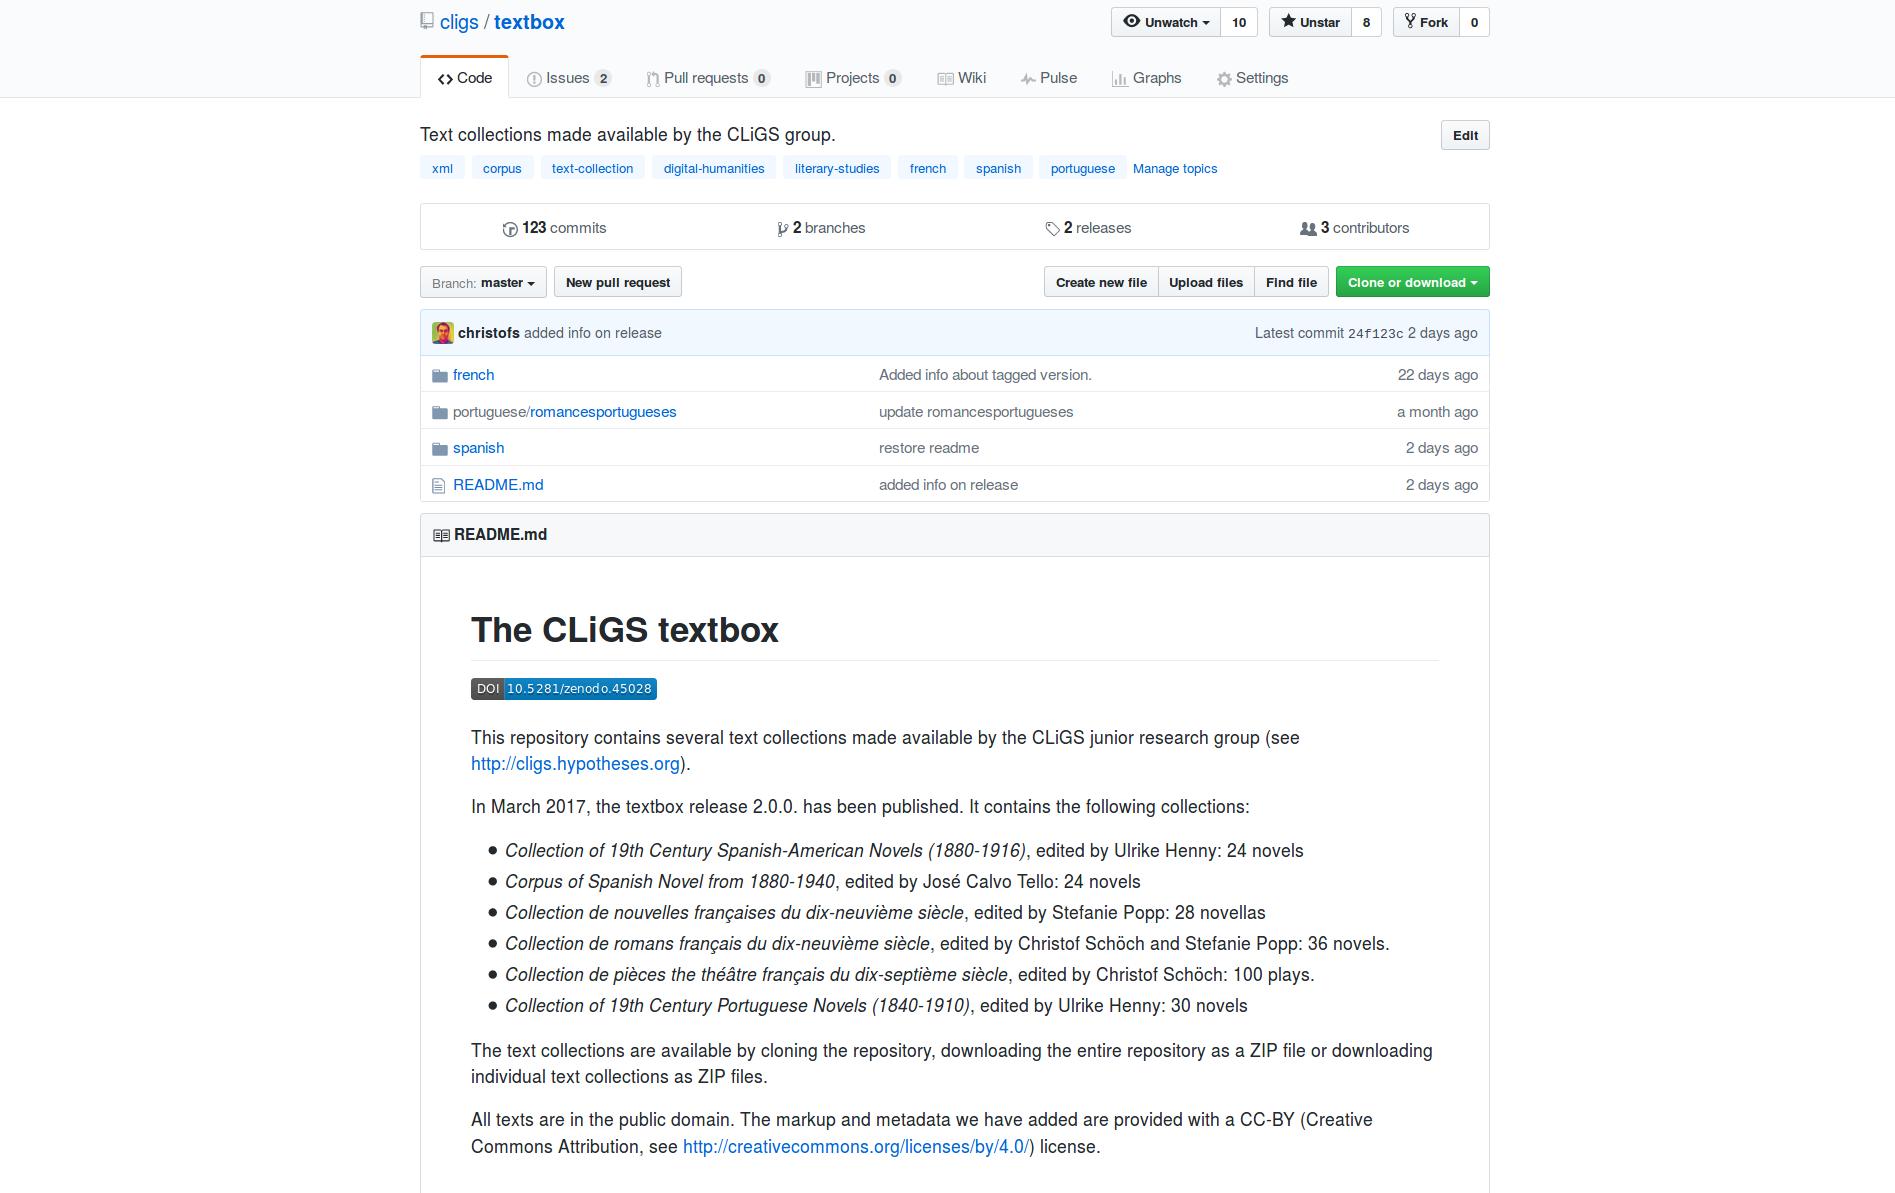 cligs / textbox
Unwatch 10 Unstar 8 Fork 0
Code Issues 2 Pull requests 0 Projects 0 Wiki Pulse Graphs Settings
Text collections made available by the CLiGS group.
Edit
xml corpus text-collection digital-humanities literary-studies french spanish portuguese Manage topics
123 commits 2 branches 2 releases 3 contributors
Branch: master New pull request Create new file Upload files Find file Clone or download
christofs added info on release Latest commit 24f123c 2 days ago
french Added info about tagged version. 22 days ago
portuguese/romancesportugueses update romancesportugueses a month ago
spanish restore readme 2 days ago
README.md added info on release 2 days ago
README.md
The CLiGS textbox
DOI 10.5281/zenodo.45028
This repository contains several text collections made available by the CLiGS junior research group (see
http://cligs.hypotheses.org).
In March 2017, the textbox release 2.0.0. has been published. It contains the following collections:
• Collection of 19th Century Spanish-American Novels (1880-1916), edited by Ulrike Henny: 24 novels
• Corpus of Spanish Novel from 1880-1940, edited by José Calvo Tello: 24 novels
• Collection de nouvelles françaises du dix-neuvième siècle, edited by Stefanie Popp: 28 novellas
• Collection de romans français du dix-neuvième siècle, edited by Christof Schöch and Stefanie Popp: 36 novels.
• Collection de pièces the théâtre français du dix-septième siècle, edited by Christof Schöch: 100 plays.
• Collection of 19th Century Portuguese Novels (1840-1910), edited by Ulrike Henny: 30 novels
The text collections are available by cloning the repository, downloading the entire repository as a ZIP file or downloading
individual text collections as ZIP files.
All texts are in the public domain. The markup and metadata we have added are provided with a CC-BY (Creative
Commons Attribution, see http://creativecommons.org/licenses/by/4.0/) license.